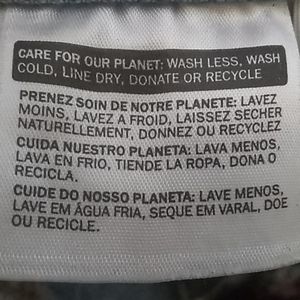 CARE FOR OUR PLANET: WASH LESS, WASH
COLD, LINE DRY, DONATE OR RECYCLE
PRENEZ SOIN DE NOTRE PLANETE: LAVEZ
MOINS, LAVEZ A FROID, LAISSEZ SECHER
NATURELLEMENT, DONNEZ OU RECYCLEZ
CUIDA NUESTRO PLANETA: LAVA MENOS,
LAVA EN FRIO, TIENDE LA ROPA, DONA O
RECICLA.
CUIDE DO NOSSO PLANETA: LAVE MENOS,
LAVE EM ÁGUA FRIA, SEQUE EM VARAL, DOE
OU RECICLE.